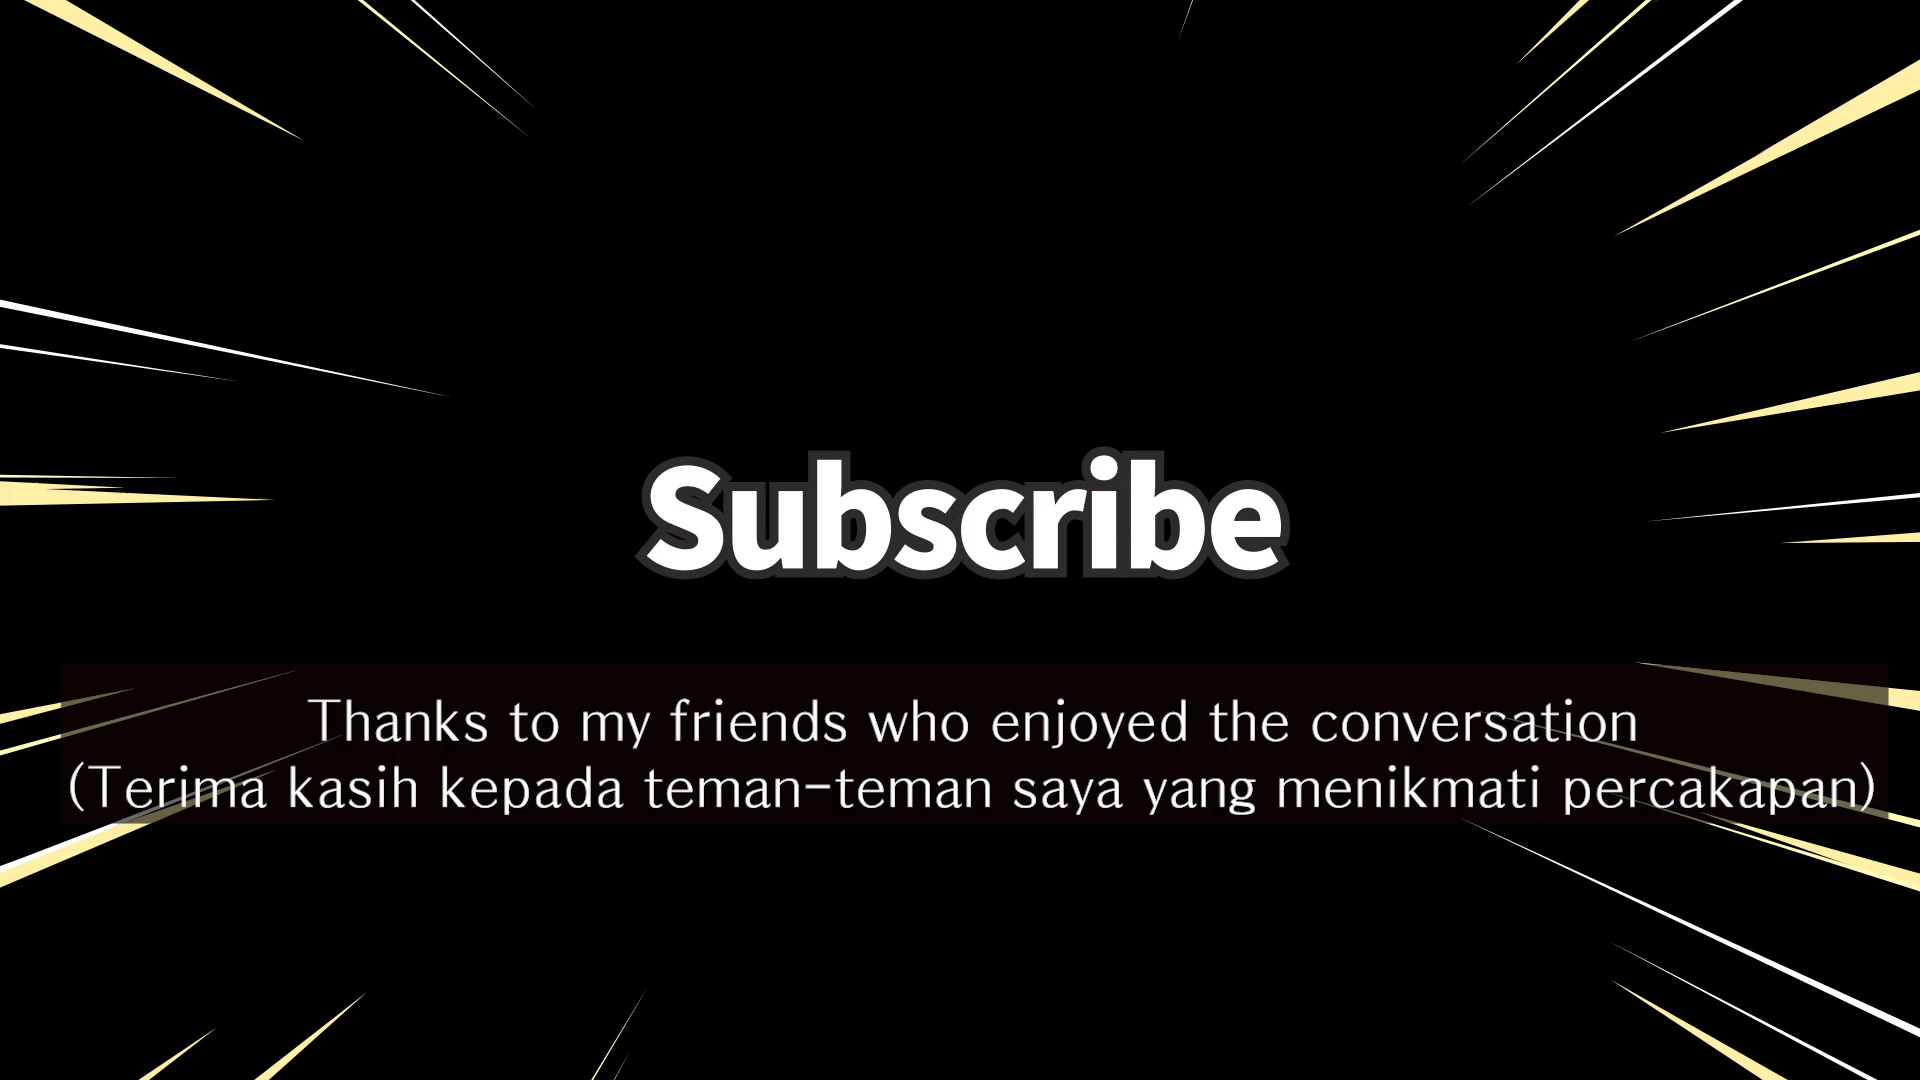 Subscribe
Thanks to my friends who enjoyed the conversation
(Terima kasih kepada teman-teman saya yang menikmati percakapan)